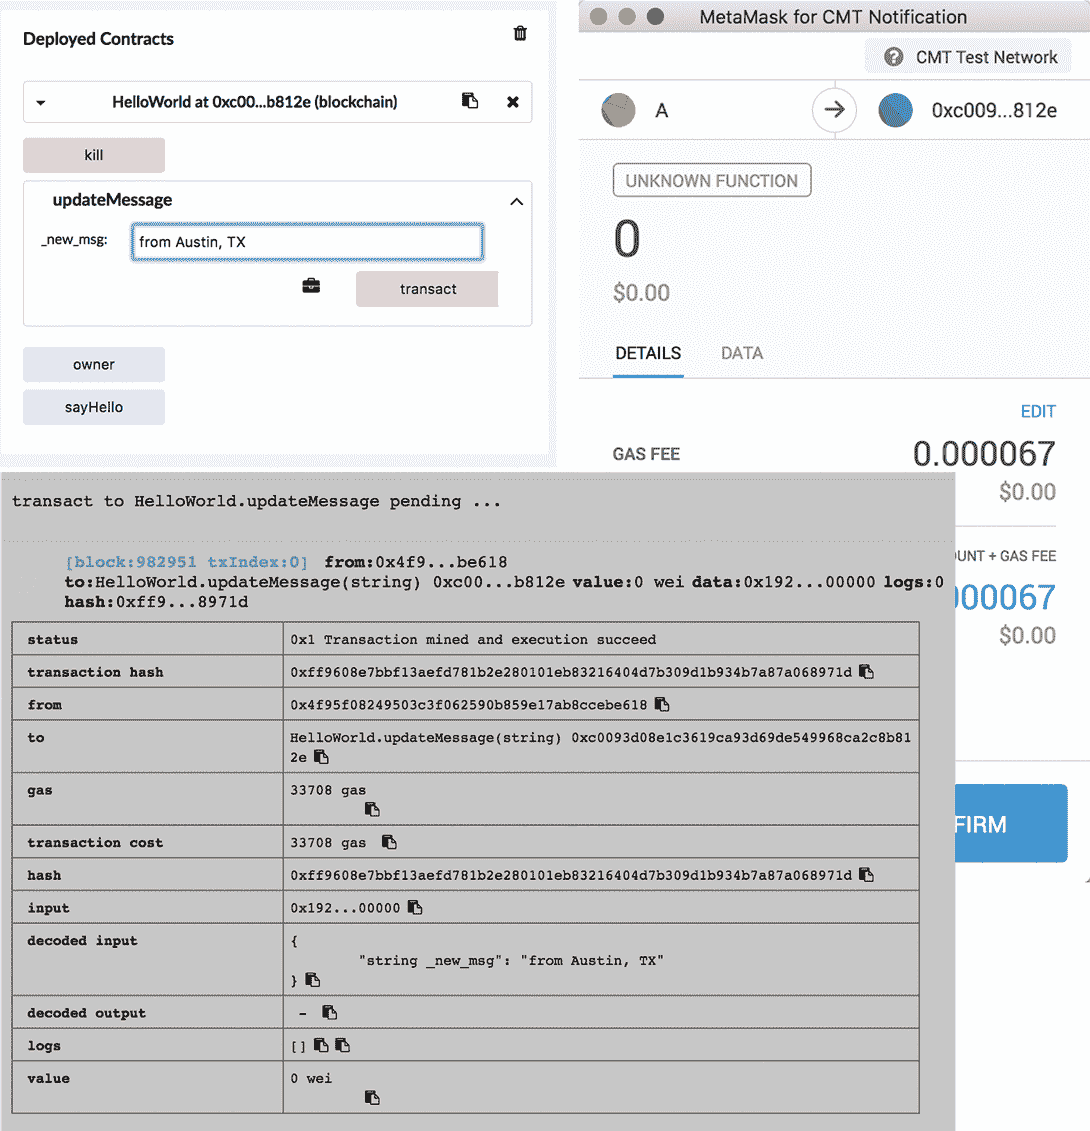 Deployed Contracts
HelloWorld at 0xc00...b812e (blockchain)
kill
updateMessage
_new_msg:
from Austin, TX
transact
owner
sayHello
MetaMask for CMT Notification
CMT Test Network
A
0xc009...812e
UNKNOWN FUNCTION
0
$0.00
DETAILS DATA
EDIT
GAS FEE 0.000067
$0.00
OUNT + GAS FEE
00067
$0.00
FIRM
transact to HelloWorld.updateMessage pending ...
[block:982951 txIndex:0] from:0x4f9...be618
to:HelloWorld.updateMessage(string) 0xc00...b812e value:0 wei data:0x192...00000 logs:0
hash:0xff9...8971d
status 0x1 Transaction mined and execution succeed
transaction hash 0xff9608e7bbf13aefd781b2e280101eb83216404d7b309d1b934b7a87a068971d
from 0x4f95f08249503c3f062590b859e17ab8ccebe618
to HelloWorld.updateMessage(string) 0xc0093d08e1c3619ca93d69de549968ca2c8b81
2e
gas 33708 gas
transaction cost 33708 gas
hash 0xff9608e7bbf13aefd781b2e280101eb83216404d7b309d1b934b7a87a068971d
input 0x192...00000
decoded input {
"string _new_msg": "from Austin, TX"
}
decoded output -
logs []
value 0 wei